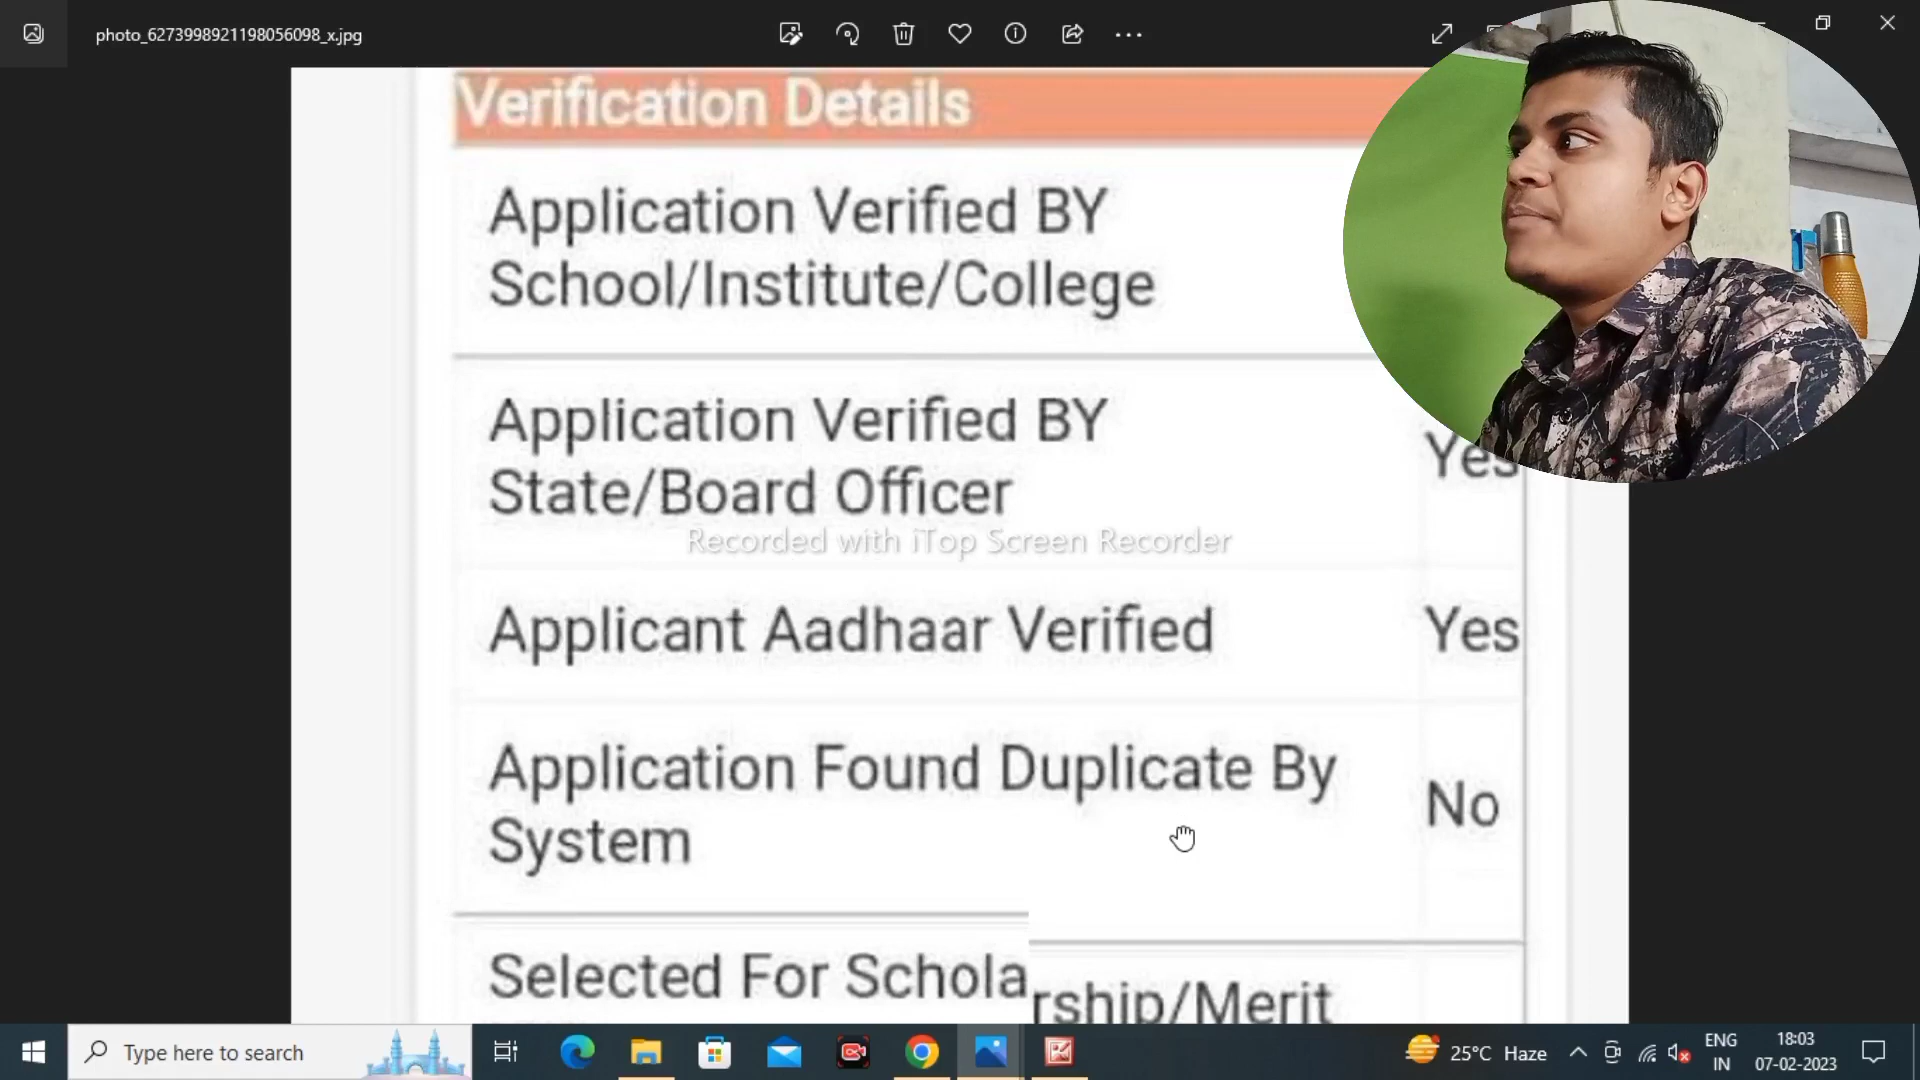 photo_6273998921198056098_x.jpg
Verification Details
Application Verified BY
School/Institute/College
Application Verified BY
State/Board Officer
Yes
Recorded with iTop Screen Recorder
Applicant Aadhaar Verified
Yes
Application Found Duplicate By
System
No
Selected For Schola
rship/Merit
Type here to search
25°C Haze
ENG
IN
18:03
07-02-2023